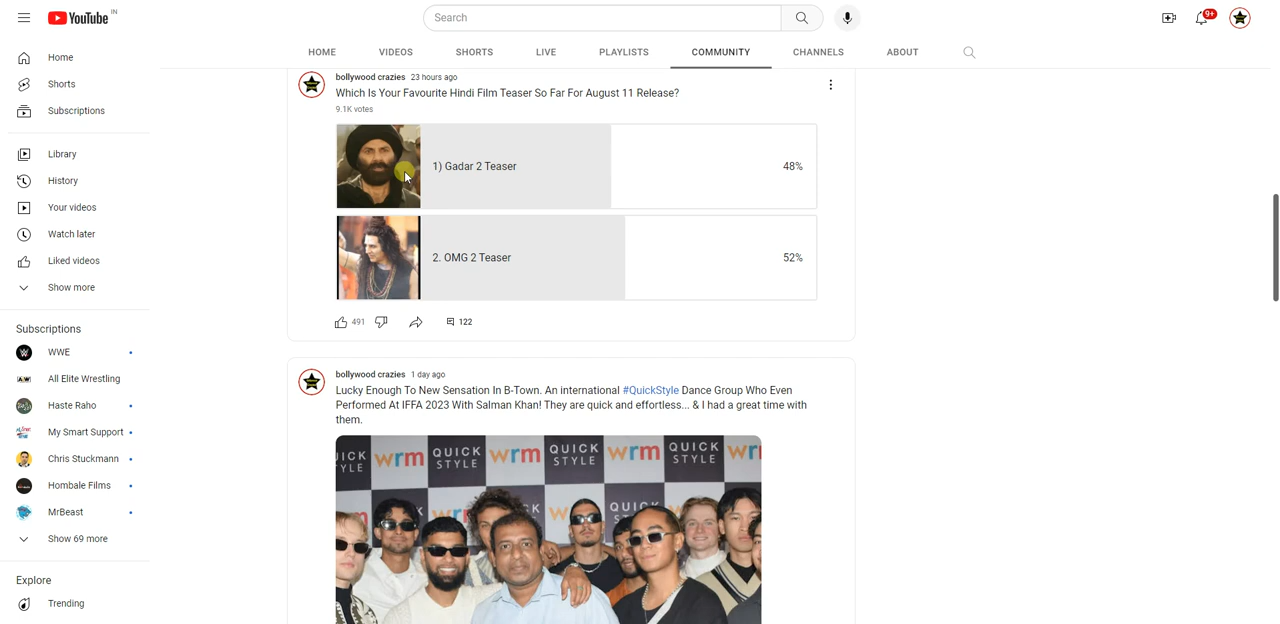 YouTube IN
Search
9+
HOME VIDEOS SHORTS LIVE PLAYLISTS COMMUNITY CHANNELS ABOUT
Home
Shorts
Subscriptions
Library
History
Your videos
Watch later
Liked videos
Show more
Subscriptions
WWE
All Elite Wrestling
Haste Raho
My Smart Support
Chris Stuckmann
Hombale Films
MrBeast
Show 69 more
Explore
Trending
bollywood crazies 23 hours ago
Which Is Your Favourite Hindi Film Teaser So Far For August 11 Release?
9.1K votes
1) Gadar 2 Teaser 48%
2. OMG 2 Teaser 52%
491 122
bollywood crazies 1 day ago
Lucky Enough To New Sensation In B-Town. An international #QuickStyle Dance Group Who Even
Performed At IFFA 2023 With Salman Khan! They are quick and effortless... & I had a great time with
them.
UICK STYLE wrm QUICK STYLE wrm QUICK STYLE wrm QUICK STYLE